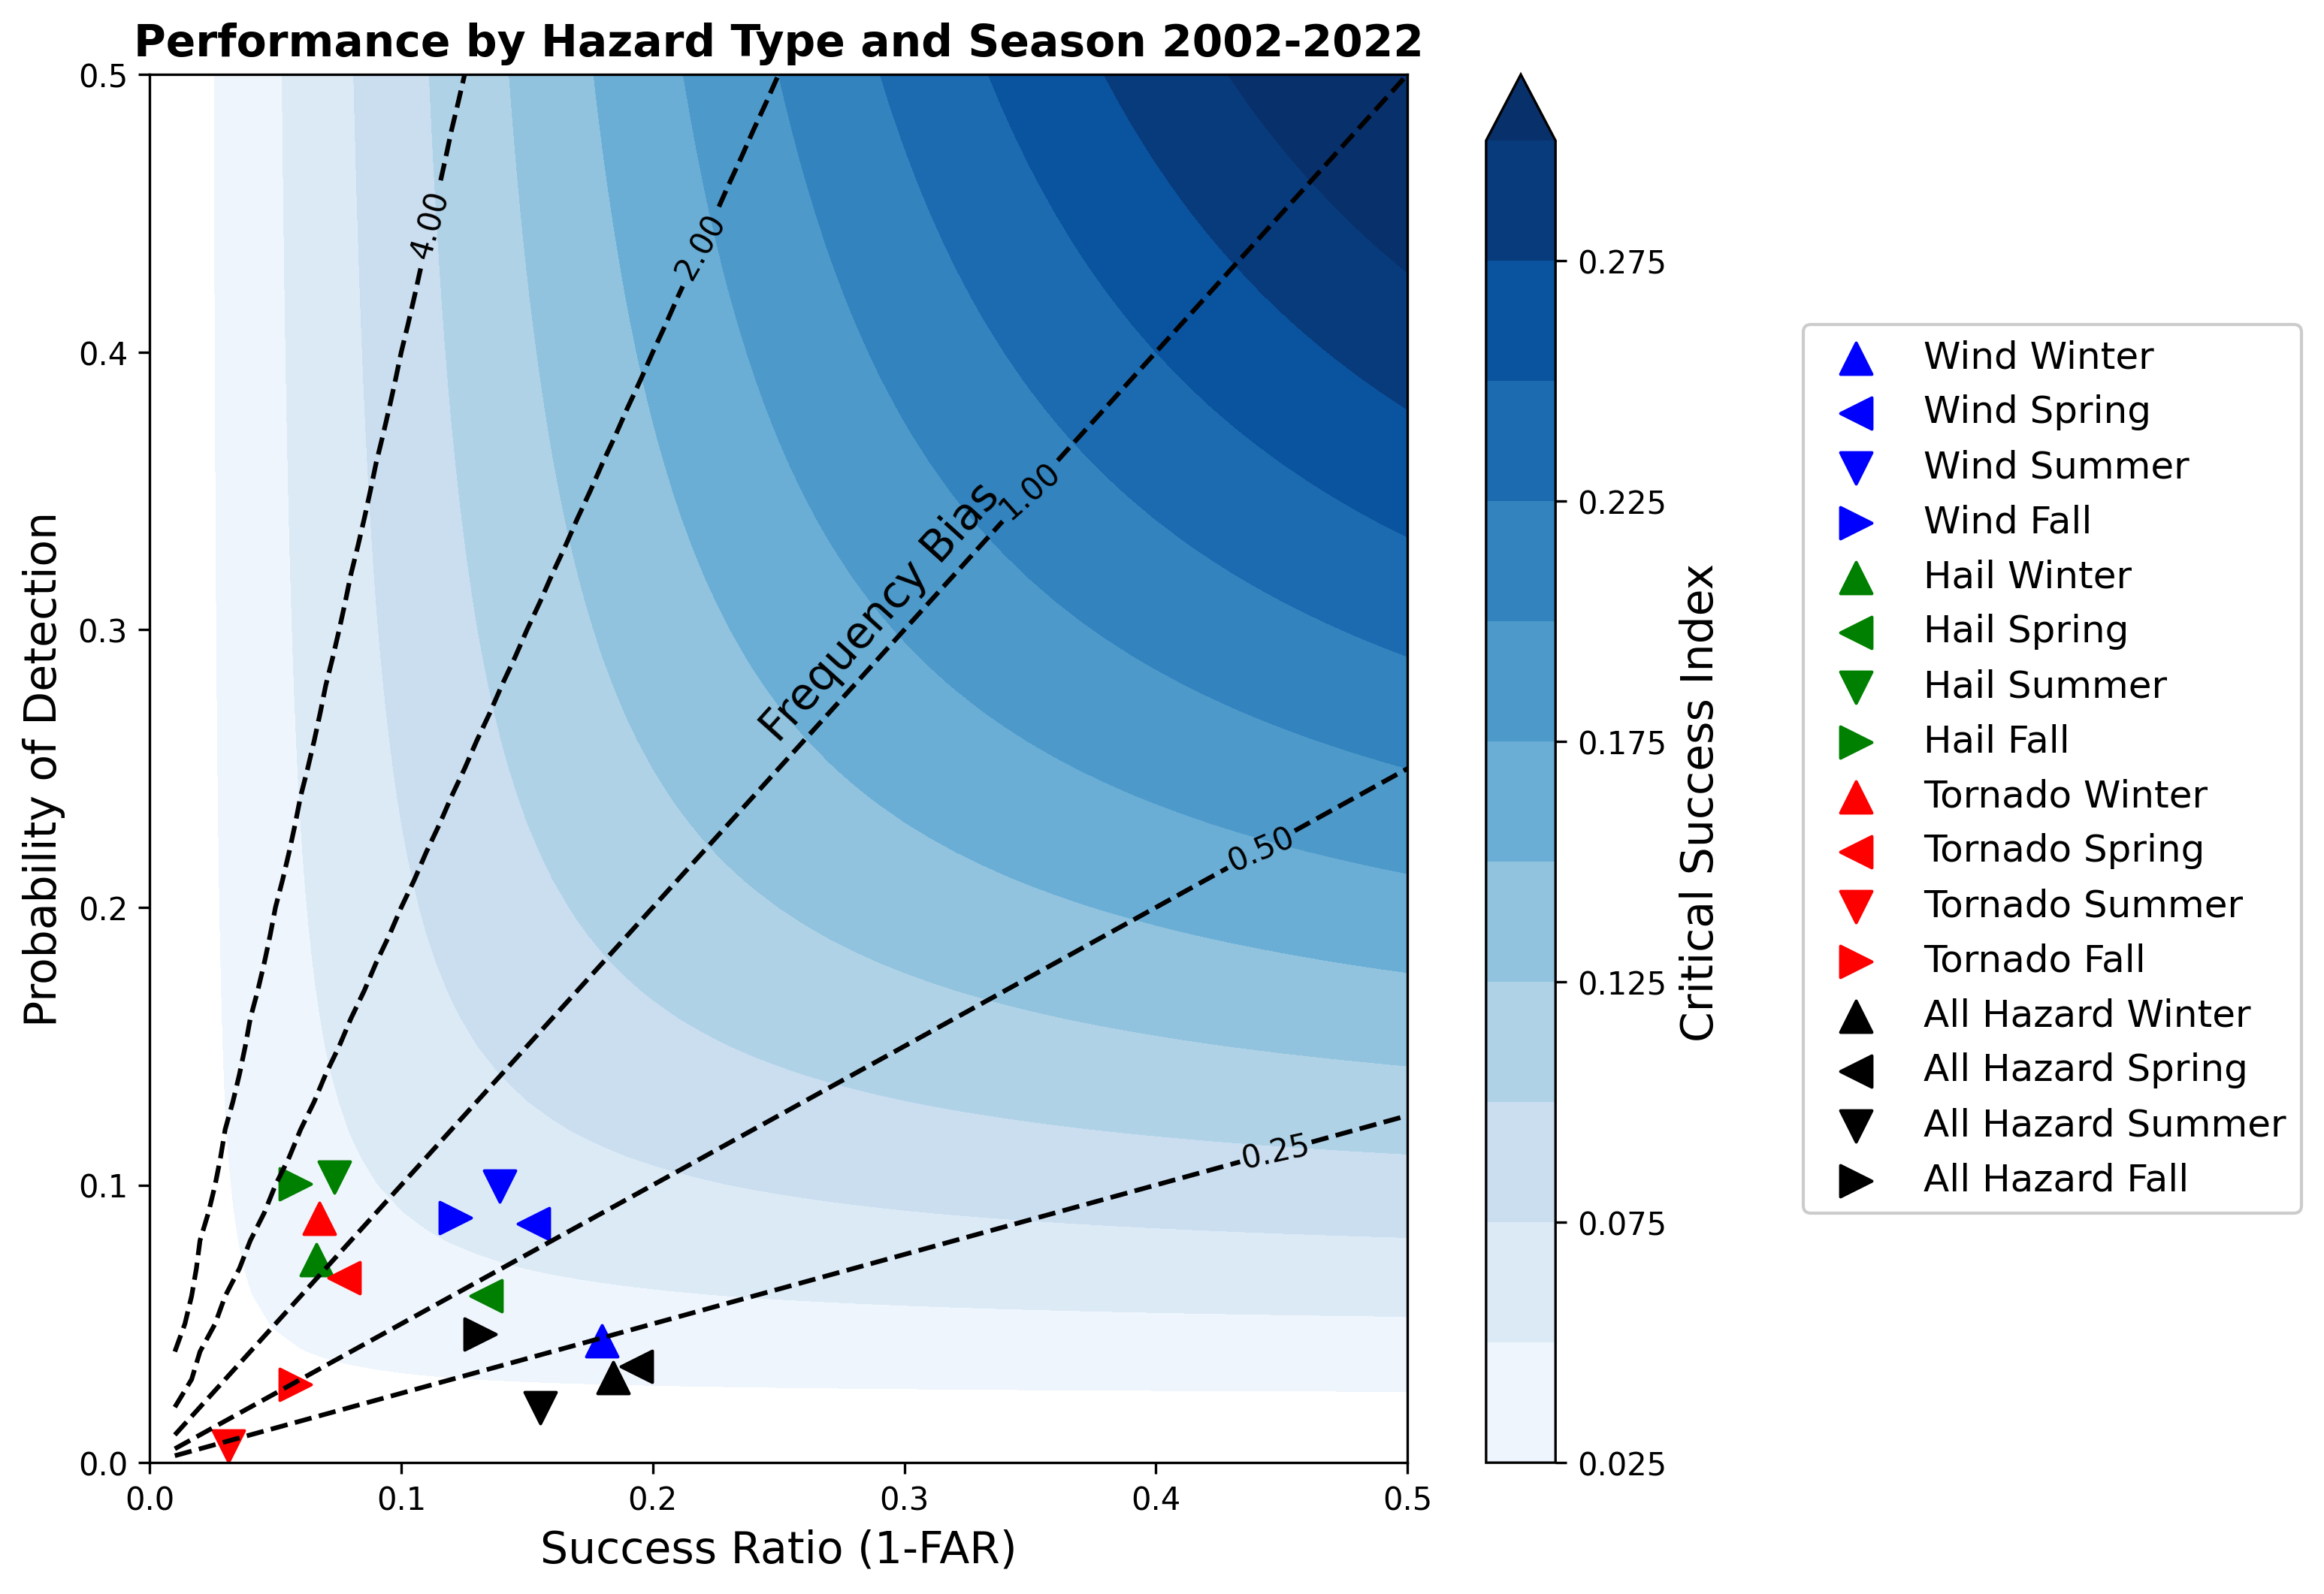 Performance by Hazard Type and Season 2002-2022
0.5
0.4
0.3
0.2
0.1
0.0
Probability of Detection
0.0
0.1
0.2
0.3
0.4
0.5
Success Ratio (1-FAR)
4.00
2.00
1.00
0.50
0.25
Frequency Bias
0.275
0.225
0.175
0.125
0.075
0.025
Critical Success Index
Wind Winter
Wind Spring
Wind Summer
Wind Fall
Hail Winter
Hail Spring
Hail Summer
Hail Fall
Tornado Winter
Tornado Spring
Tornado Summer
Tornado Fall
All Hazard Winter
All Hazard Spring
All Hazard Summer
All Hazard Fall